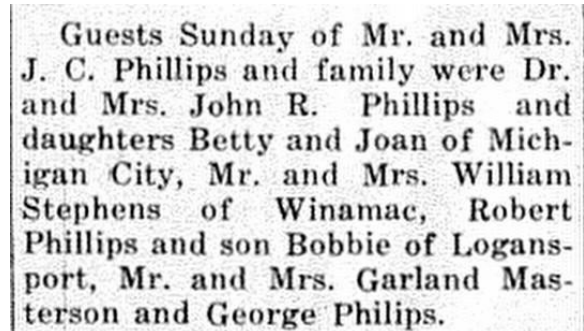 Guests Sunday of Mr. and Mrs.
J. C. Phillips and family were Dr.
and Mrs. John R. Phillips and
daughters Betty and Joan of Mich-
igan City, Mr. and Mrs. William
Stephens of Winamac, Robert
Phillips and son Bobbie of Logans-
port, Mr. and Mrs. Garland Mas-
terson and George Philips.